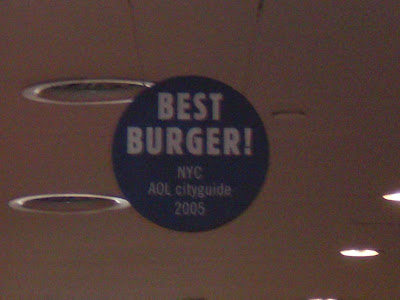 BEST
BURGER!
NYC
AOL cityguide
2005